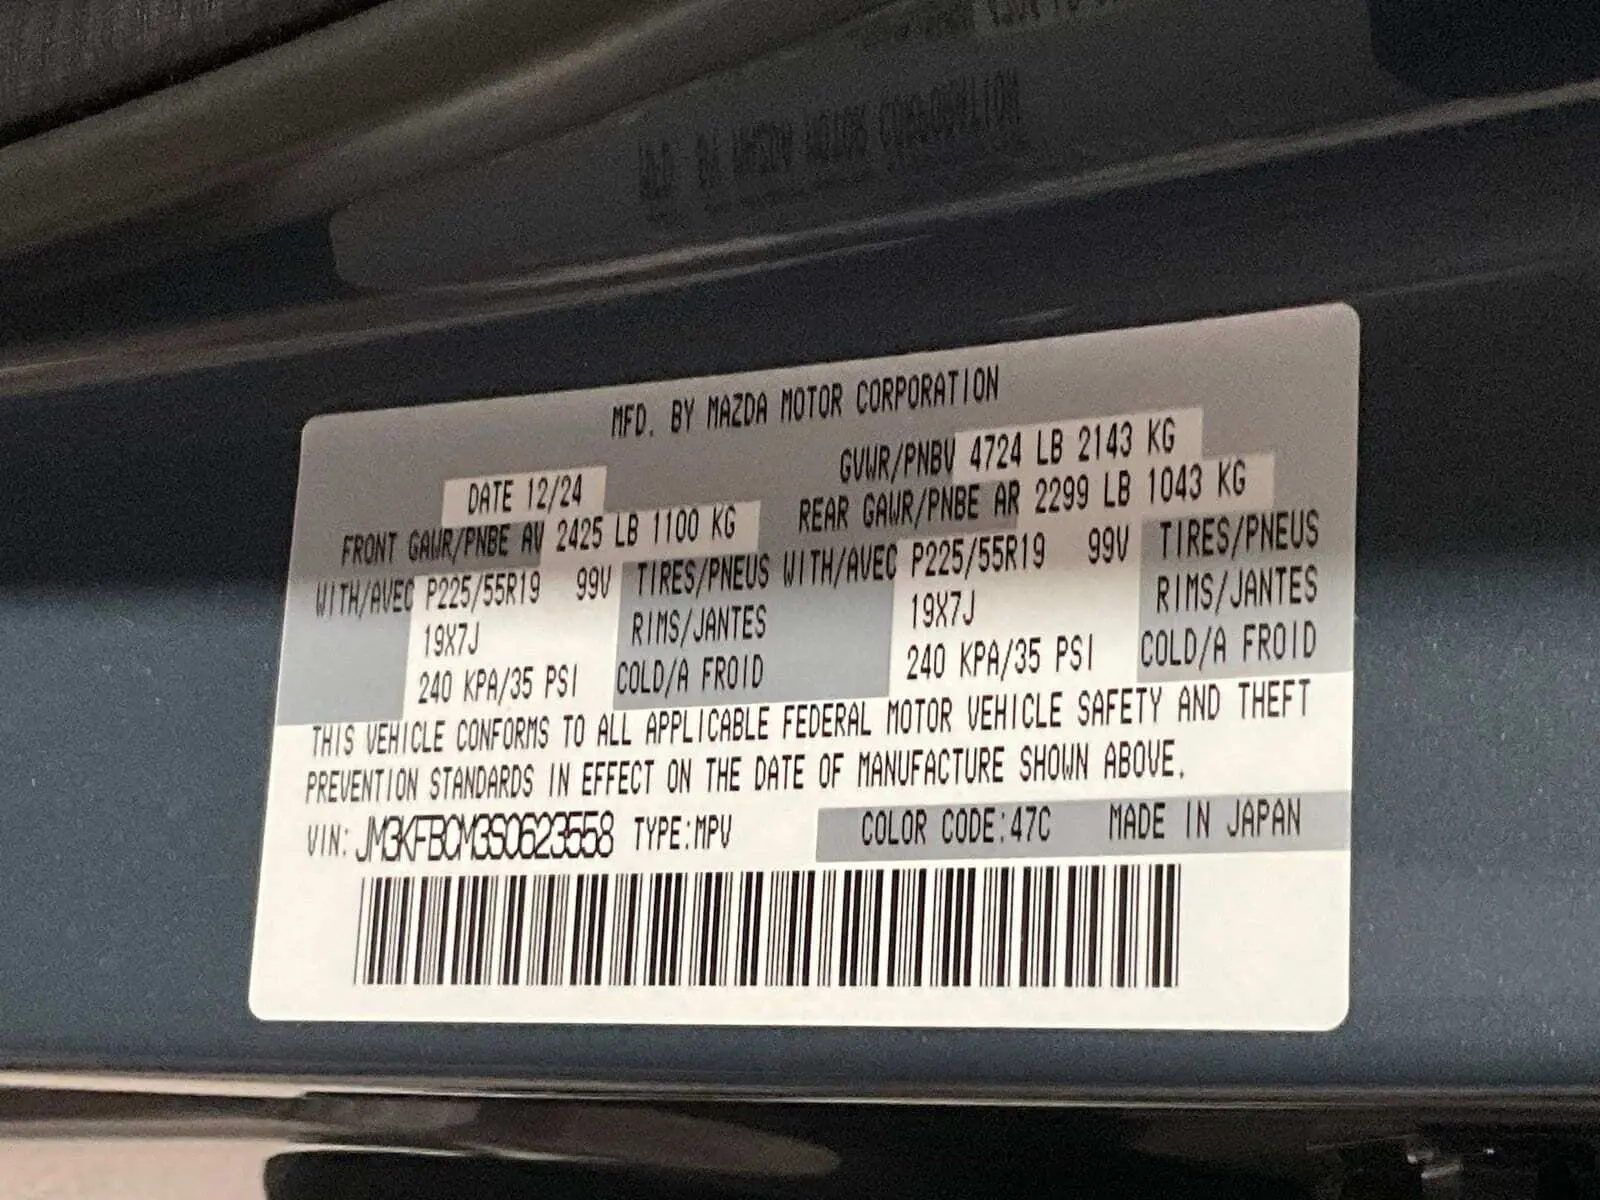 MFD. BY MAZDA MOTOR CORPORATION
DATE 12/24
GVWR/PNBV 4724 LB 2143 KG
FRONT GAWR/PNBE AV 2425 LB 1100 KG
REAR GAWR/PNBE AR 2299 LB 1043 KG
WITH/AVEC P225/55R19 99V TIRES/PNEUS WITH/AVEC P225/55R19 99V TIRES/PNEUS
19X7J RIMS/JANTES 19X7J RIMS/JANTES
240 KPA/35 PSI COLD/A FROID 240 KPA/35 PSI COLD/A FROID
THIS VEHICLE CONFORMS TO ALL APPLICABLE FEDERAL MOTOR VEHICLE SAFETY AND THEFT
PREVENTION STANDARDS IN EFFECT ON THE DATE OF MANUFACTURE SHOWN ABOVE.
VIN: JM3KFBCM3S0623558 TYPE:MPV COLOR CODE:47C MADE IN JAPAN